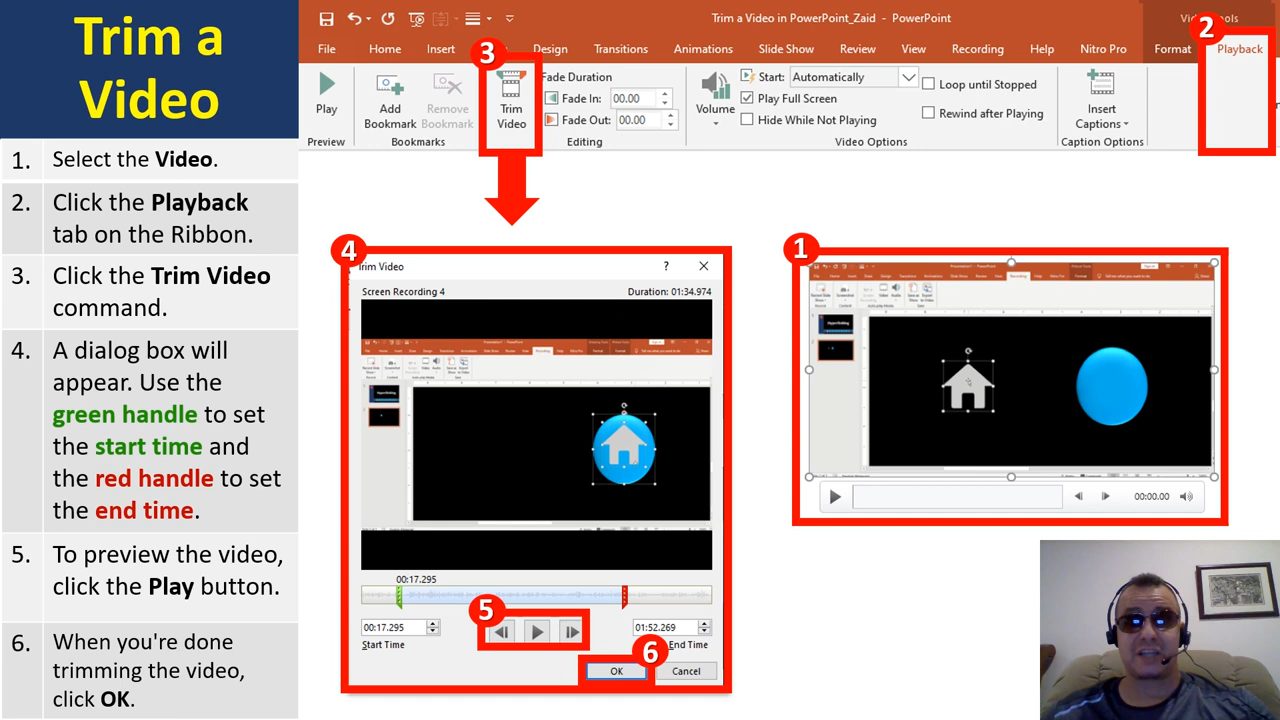 Trim a
Video
1. Select the Video.
2. Click the Playback
tab on the Ribbon.
3. Click the Trim Video
command.
4. A dialog box will
appear. Use the
green handle to set
the start time and
the red handle to set
the end time.
5. To preview the video,
click the Play button.
6. When you're done
trimming the video,
click OK.
Trim a Video in PowerPoint_Zaid - PowerPoint
File Home Insert Design Transitions Animations Slide Show Review View Recording Help Nitro Pro Format Playback
2
3
Play
Preview
Add
Bookmark
Remove
Bookmark
Bookmarks
Trim
Video
Fade Duration
Fade In: 00.00
Fade Out: 00.00
Editing
Volume
Start: Automatically
Play Full Screen
Hide While Not Playing
Loop until Stopped
Rewind after Playing
Video Options
Insert
Captions
Caption Options
4
Trim Video ?
Screen Recording 4 Duration: 01:34.974
00:17.295
5
00:17.295 01:52.269
Start Time End Time
6
OK Cancel
1
00:00.00